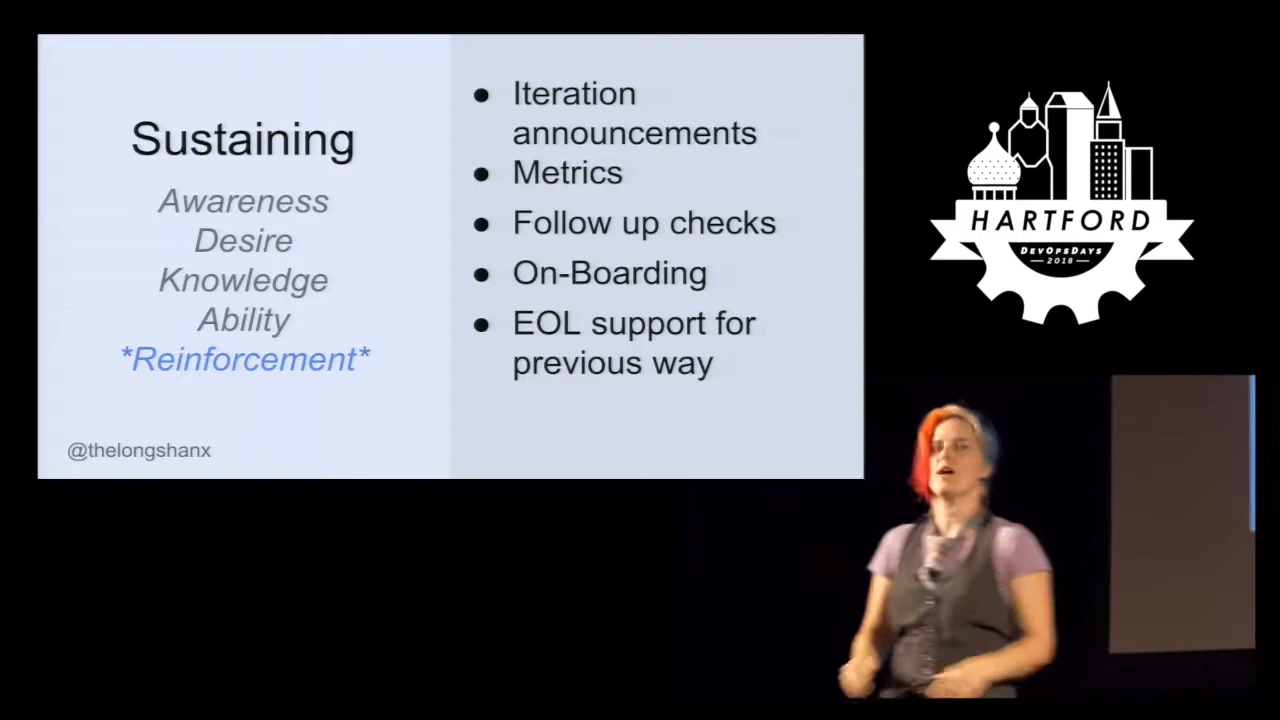 Sustaining
Awareness
Desire
Knowledge
Ability
*Reinforcement*
@thelongshanx
● Iteration
announcements
● Metrics
● Follow up checks
● On-Boarding
● EOL support for
previous way
HARTFORD
DEVOPSDAYS
2018